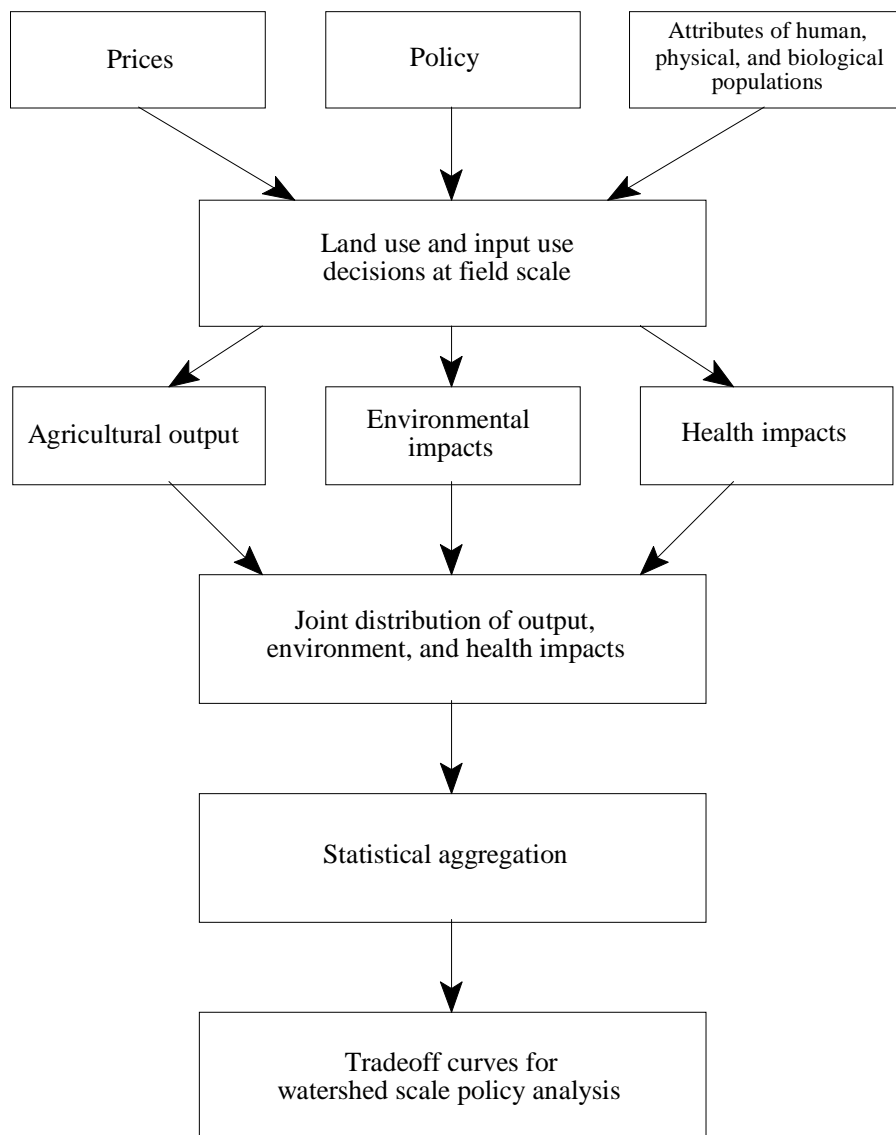 Prices
Policy
Attributes of human,
physical, and biological
populations
Land use and input use
decisions at field scale
Agricultural output
Environmental
impacts
Health impacts
Joint distribution of output,
environment, and health impacts
Statistical aggregation
Tradeoff curves for
watershed scale policy analysis